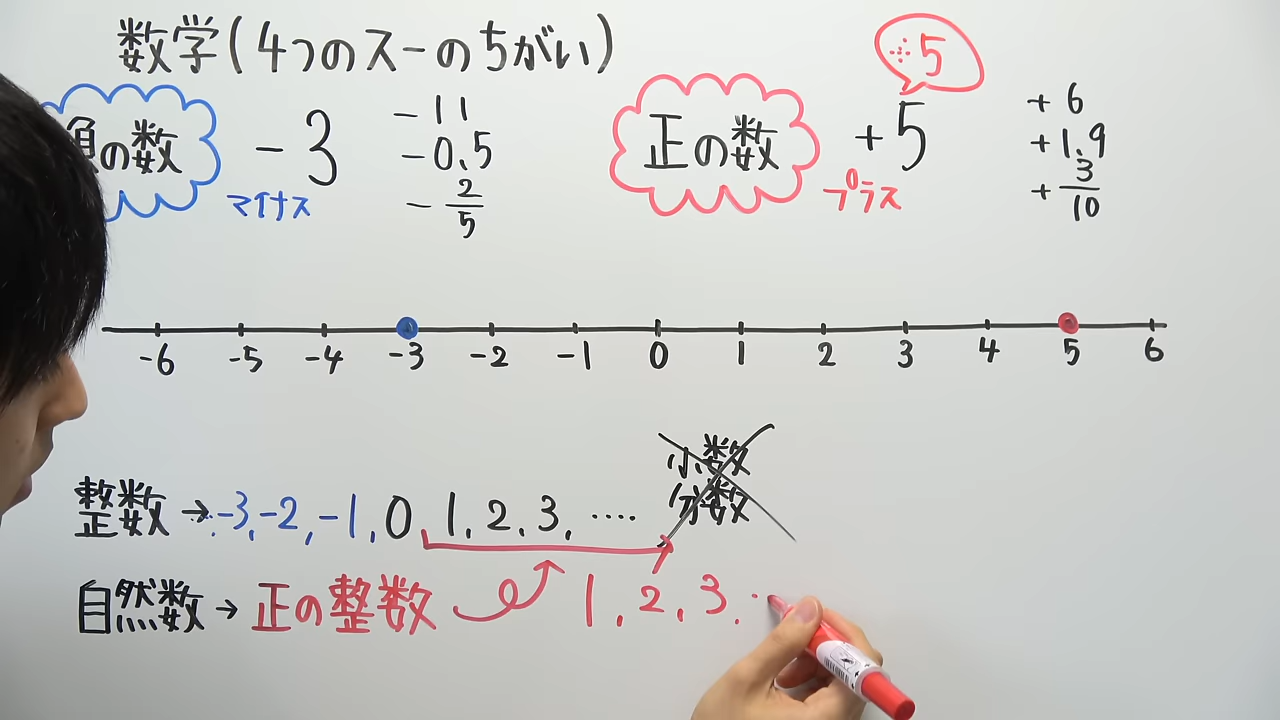 数学(4つのスーのちがい)
負の数
-3
マイナス
-11
-0.5
-2/5
正の数
+5
プラス
5
+6
+1.9
+3/10
-6 -5 -4 -3 -2 -1 0 1 2 3 4 5 6
小数
分数
整数→‥-3,-2,-1,0,1,2,3,‥‥
自然数→正の整数 1,2,3,‥